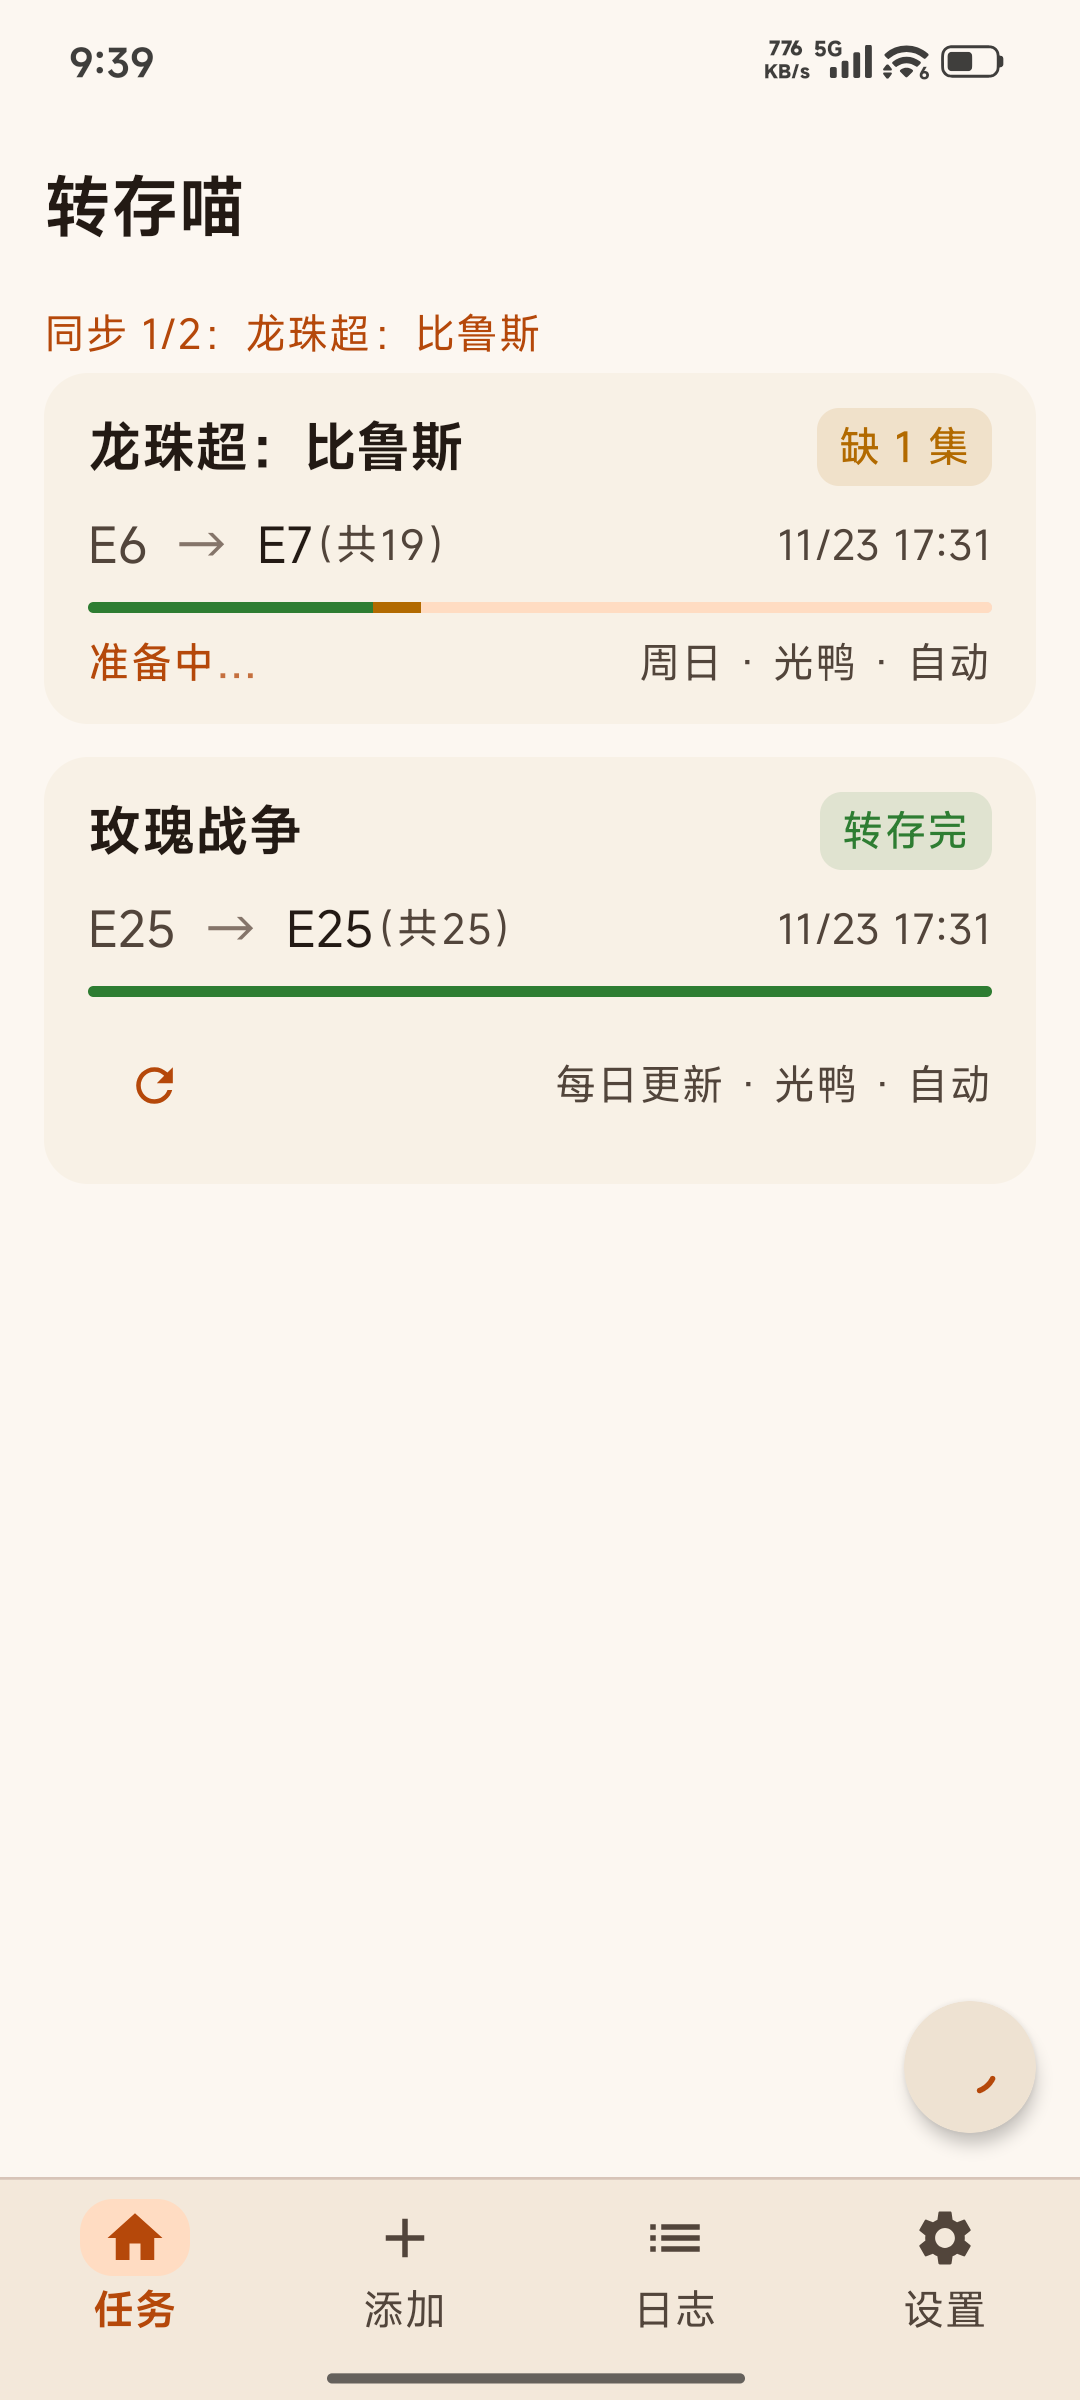 9:39
776 KB/s 5G 6
转存喵
同步 1/2：龙珠超：比鲁斯
龙珠超：比鲁斯 缺 1 集
E6 → E7(共19) 11/23 17:31
准备中... 周日 · 光鸭 · 自动
玫瑰战争 转存完
E25 → E25(共25) 11/23 17:31
每日更新 · 光鸭 · 自动
任务 添加 日志 设置